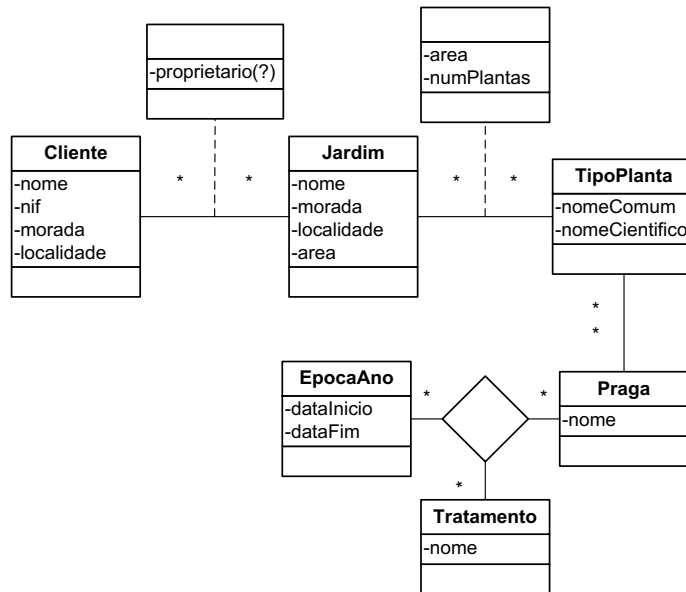 -proprietario(?)
-area
-numPlantas
Cliente
-nome
-nif
-morada
-localidade
*
*
Jardim
-nome
-morada
-localidade
-area
*
*
TipoPlanta
-nomeComum
-nomeCientifico
*
*
EpocaAno
-dataInicio
-dataFim
*
*
*
Praga
-nome
Tratamento
-nome